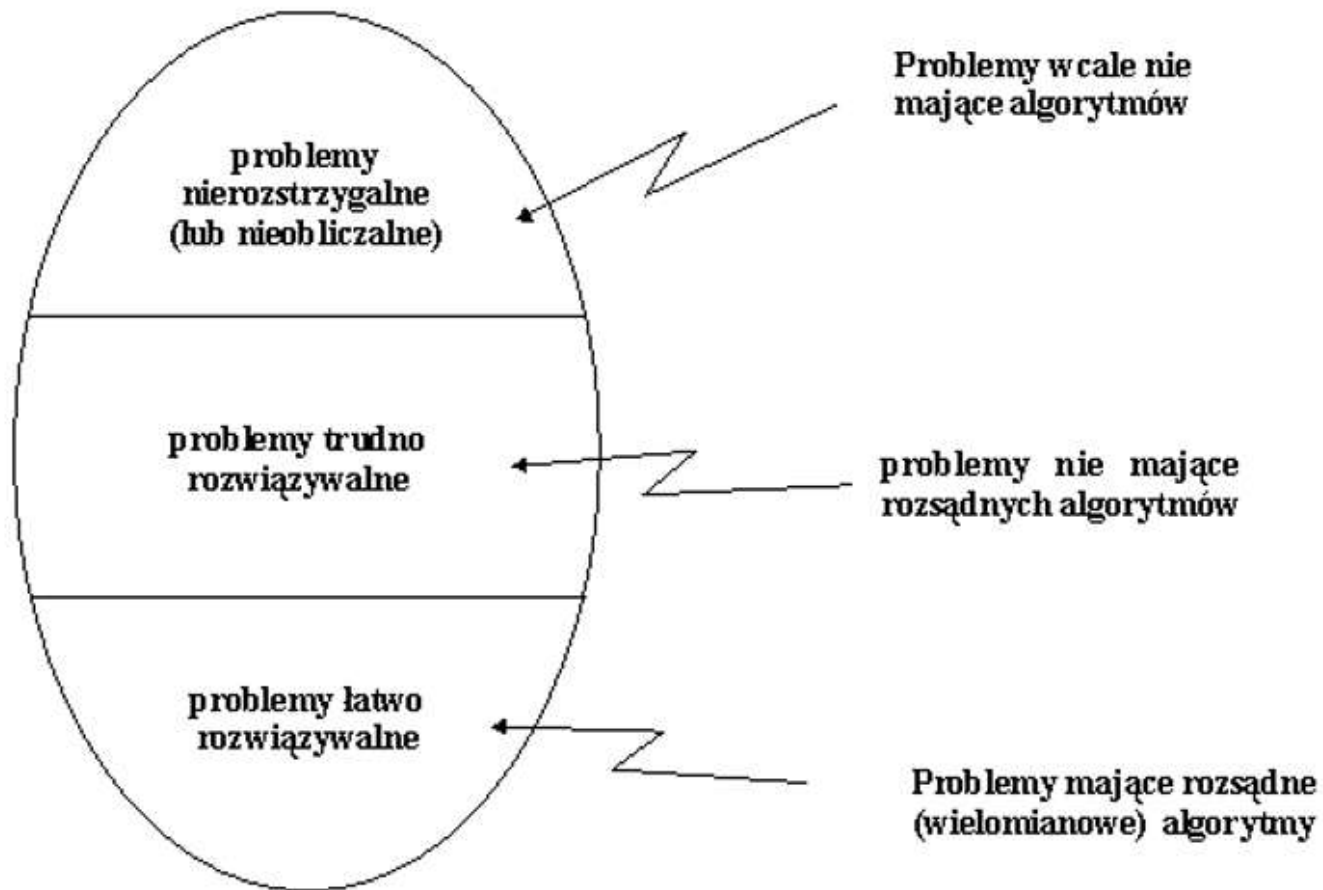 Problemy wcale nie
mające algorytmów
problemy
nierozstrzygalne
(lub nieobliczalne)
problemy trudno
rozwiązywalne
problemy nie mające
rozsądnych algorytmów
problemy łatwo
rozwiązywalne
Problemy mające rozsądne
(wielomianowe) algorytmy